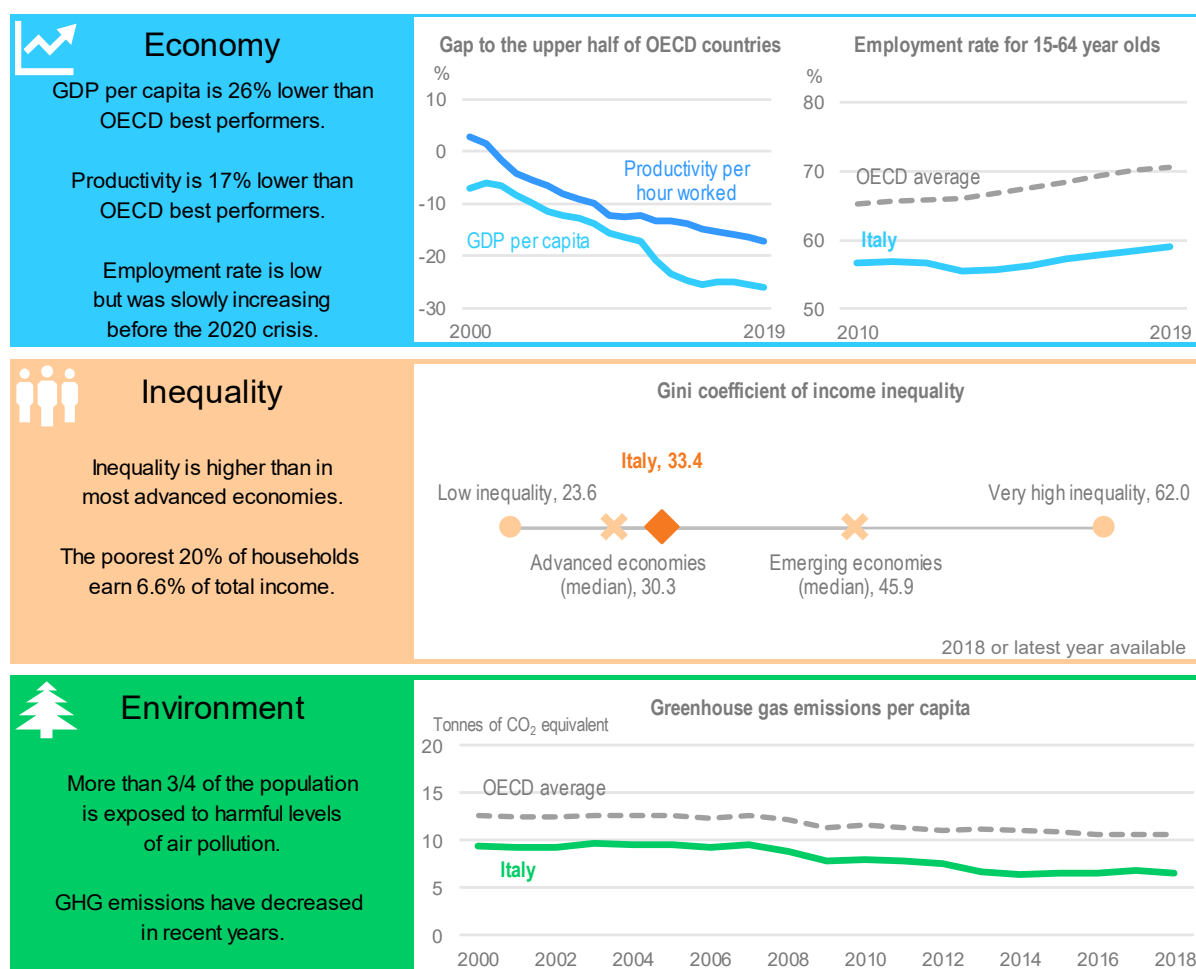 Economy
GDP per capita is 26% lower than
OECD best performers.
Productivity is 17% lower than
OECD best performers.
Employment rate is low
but was slowly increasing
before the 2020 crisis.
Gap to the upper half of OECD countries
%
10
0
-10
-20
-30
Productivity per
hour worked
GDP per capita
2000
2019
Employment rate for 15-64 year olds
%
80
70
60
50
OECD average
Italy
2010
2019
Inequality
Inequality is higher than in
most advanced economies.
The poorest 20% of households
earn 6.6% of total income.
Gini coefficient of income inequality
Italy, 33.4
Low inequality, 23.6
Very high inequality, 62.0
Advanced economies
(median), 30.3
Emerging economies
(median), 45.9
2018 or latest year available
Environment
More than 3/4 of the population
is exposed to harmful levels
of air pollution.
GHG emissions have decreased
in recent years.
Greenhouse gas emissions per capita
Tonnes of CO₂ equivalent
20
15
10
5
0
OECD average
Italy
2000 2002 2004 2006 2008 2010 2012 2014 2016 2018